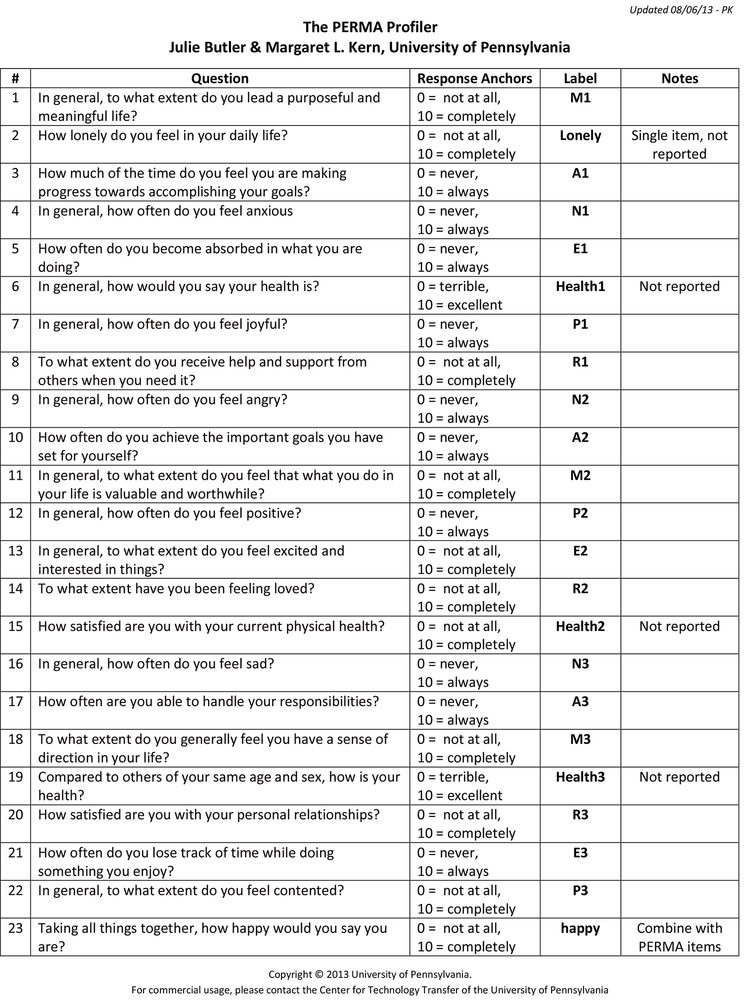 Updated 08/06/13 - PK
The PERMA Profiler
Julie Butler & Margaret L. Kern, University of Pennsylvania
# Question Response Anchors Label Notes
1 In general, to what extent do you lead a purposeful and 0 = not at all, M1
meaningful life? 10 = completely
2 How lonely do you feel in your daily life? 0 = not at all, Lonely Single item, not
10 = completely reported
3 How much of the time do you feel you are making 0 = never, A1
progress towards accomplishing your goals? 10 = always
4 In general, how often do you feel anxious 0 = never, N1
10 = always
5 How often do you become absorbed in what you are 0 = never, E1
doing? 10 = always
6 In general, how would you say your health is? 0 = terrible, Health1 Not reported
10 = excellent
7 In general, how often do you feel joyful? 0 = never, P1
10 = always
8 To what extent do you receive help and support from 0 = not at all, R1
others when you need it? 10 = completely
9 In general, how often do you feel angry? 0 = never, N2
10 = always
10 How often do you achieve the important goals you have 0 = never, A2
set for yourself? 10 = always
11 In general, to what extent do you feel that what you do in 0 = not at all, M2
your life is valuable and worthwhile? 10 = completely
12 In general, how often do you feel positive? 0 = never, P2
10 = always
13 In general, to what extent do you feel excited and 0 = not at all, E2
interested in things? 10 = completely
14 To what extent have you been feeling loved? 0 = not at all, R2
10 = completely
15 How satisfied are you with your current physical health? 0 = not at all, Health2 Not reported
10 = completely
16 In general, how often do you feel sad? 0 = never, N3
10 = always
17 How often are you able to handle your responsibilities? 0 = never, A3
10 = always
18 To what extent do you generally feel you have a sense of 0 = not at all, M3
direction in your life? 10 = completely
19 Compared to others of your same age and sex, how is your 0 = terrible, Health3 Not reported
health? 10 = excellent
20 How satisfied are you with your personal relationships? 0 = not at all, R3
10 = completely
21 How often do you lose track of time while doing 0 = never, E3
something you enjoy? 10 = always
22 In general, to what extent do you feel contented? 0 = not at all, P3
10 = completely
23 Taking all things together, how happy would you say you 0 = not at all, happy Combine with
are? 10 = completely PERMA items
Copyright © 2013 University of Pennsylvania.
For commercial usage, please contact the Center for Technology Transfer of the University of Pennsylvania